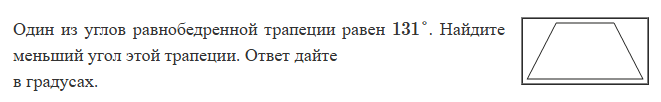 Один из углов равнобедренной трапеции равен 131°. Найдите
меньший угол этой трапеции. Ответ дайте
в градусах.